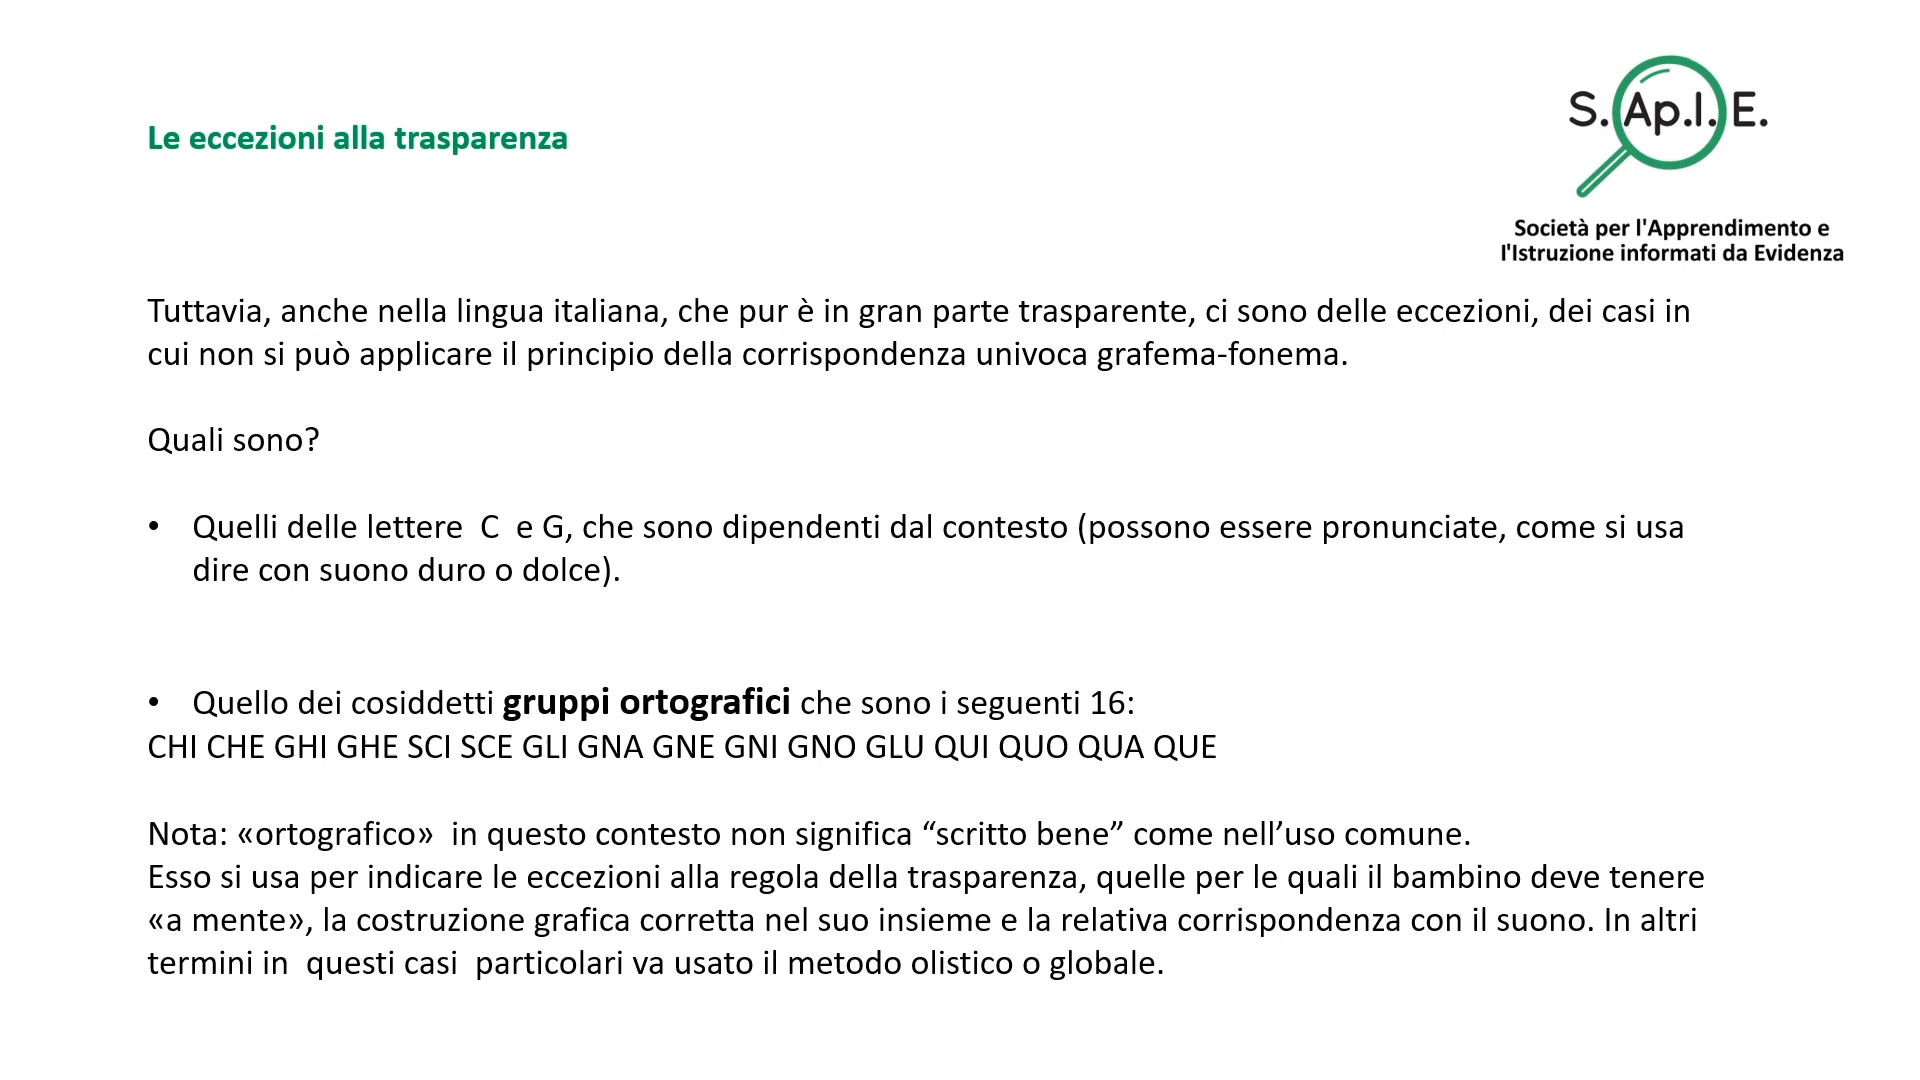 Le eccezioni alla trasparenza
S.Ap.I.E.
Società per l'Apprendimento e
l'Istruzione informati da Evidenza
Tuttavia, anche nella lingua italiana, che pur è in gran parte trasparente, ci sono delle eccezioni, dei casi in
cui non si può applicare il principio della corrispondenza univoca grafema-fonema.
Quali sono?
• Quelli delle lettere  C  e G, che sono dipendenti dal contesto (possono essere pronunciate, come si usa
dire con suono duro o dolce).
• Quello dei cosiddetti gruppi ortografici che sono i seguenti 16:
CHI CHE GHI GHE SCI SCE GLI GNA GNE GNI GNO GLU QUI QUO QUA QUE
Nota: «ortografico»  in questo contesto non significa “scritto bene” come nell’uso comune.
Esso si usa per indicare le eccezioni alla regola della trasparenza, quelle per le quali il bambino deve tenere
«a mente», la costruzione grafica corretta nel suo insieme e la relativa corrispondenza con il suono. In altri
termini in  questi casi  particolari va usato il metodo olistico o globale.